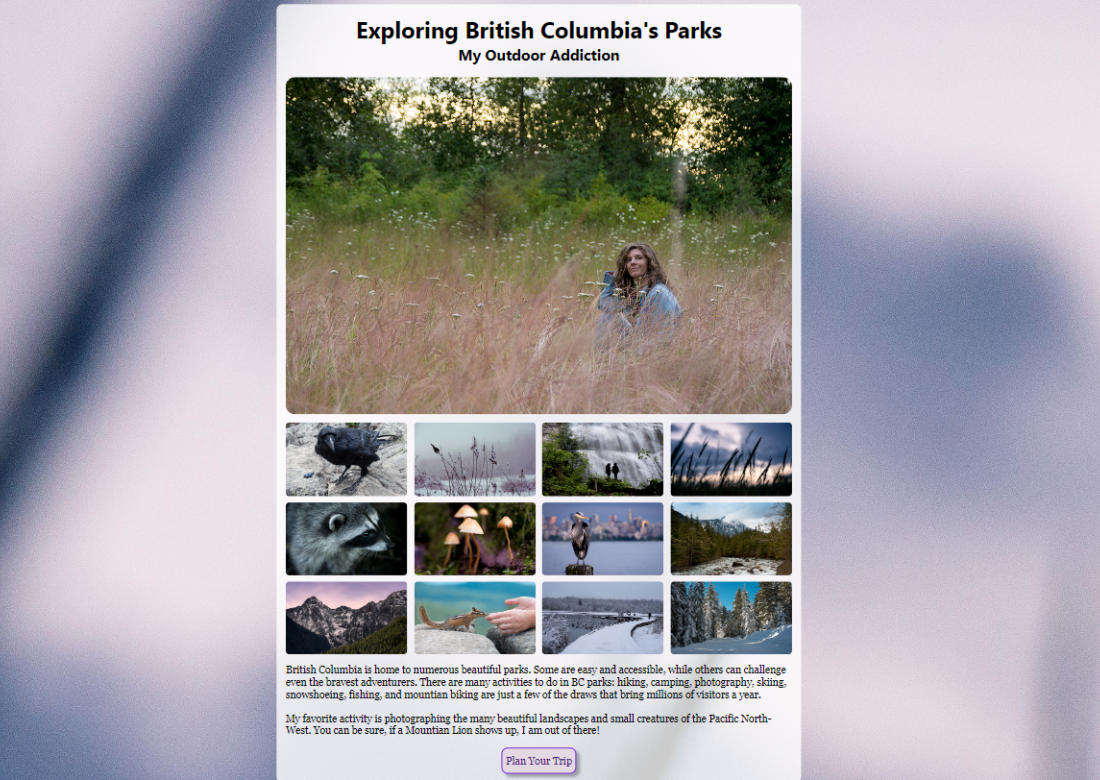 Exploring British Columbia's Parks
My Outdoor Addiction
British Columbia is home to numerous beautiful parks. Some are easy and accessible, while others can challenge
even the bravest adventurers. There are many activities to do in BC parks: hiking, camping, photography, skiing,
snowshoeing, fishing, and mountian biking are just a few of the draws that bring millions of visitors a year.
My favorite activity is photographing the many beautiful landscapes and small creatures of the Pacific North-
West. You can be sure, if a Mountian Lion shows up, I am out of there!
Plan Your Trip